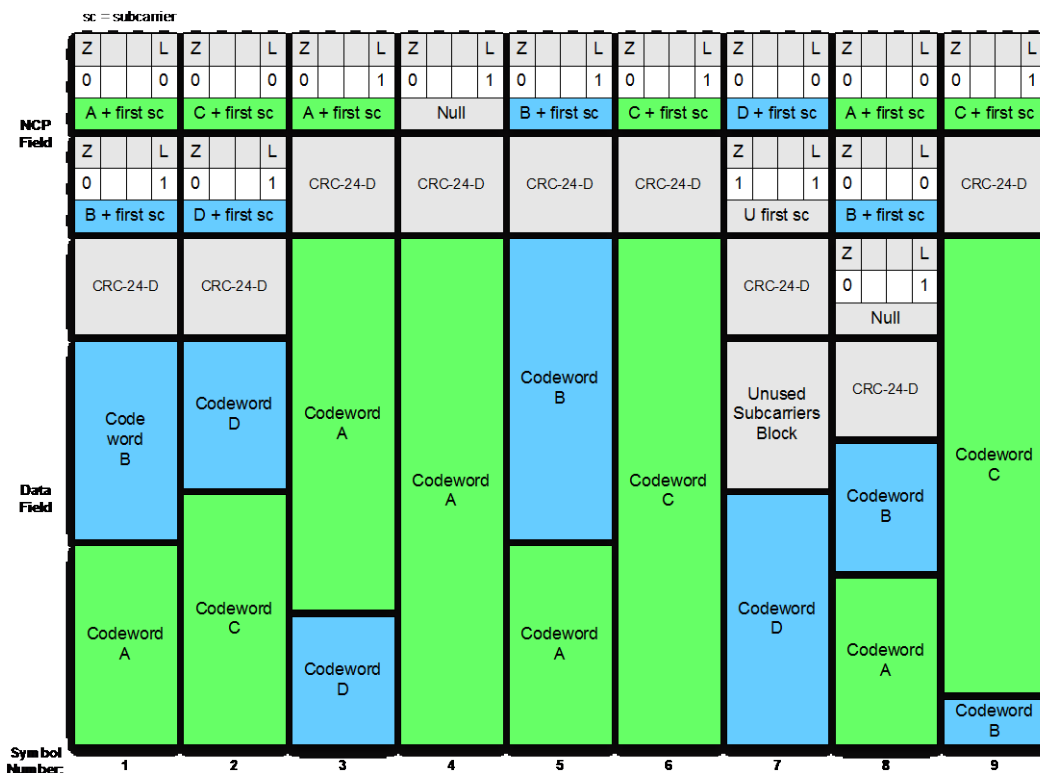 sc = subcarrier
Z L Z L Z L Z L Z L Z L Z L Z L Z L
0 0 0 0 0 1 0 1 0 1 0 1 0 0 0 0 0 1
A + first sc C + first sc A + first sc Null B + first sc C + first sc D + first sc A + first sc C + first sc
NCP
Field
Z L Z L Z L Z L
0 1 0 1 CRC-24-D CRC-24-D CRC-24-D CRC-24-D 1 1 0 0 CRC-24-D
B + first sc D + first sc U first sc B + first sc
Z L
CRC-24-D CRC-24-D CRC-24-D 0 1
Null
Code
word
B
Codeword
D
Codeword
A
Codeword
B
Unused
Subcarriers
Block
CRC-24-D
Data
Field
Codeword
A
Codeword
C
Codeword
B
Codeword
C
Codeword
A
Codeword
C
Codeword
D
Codeword
A
Codeword
D
Codeword
A
Codeword
B
Symbol
Number:
1 2 3 4 5 6 7 8 9